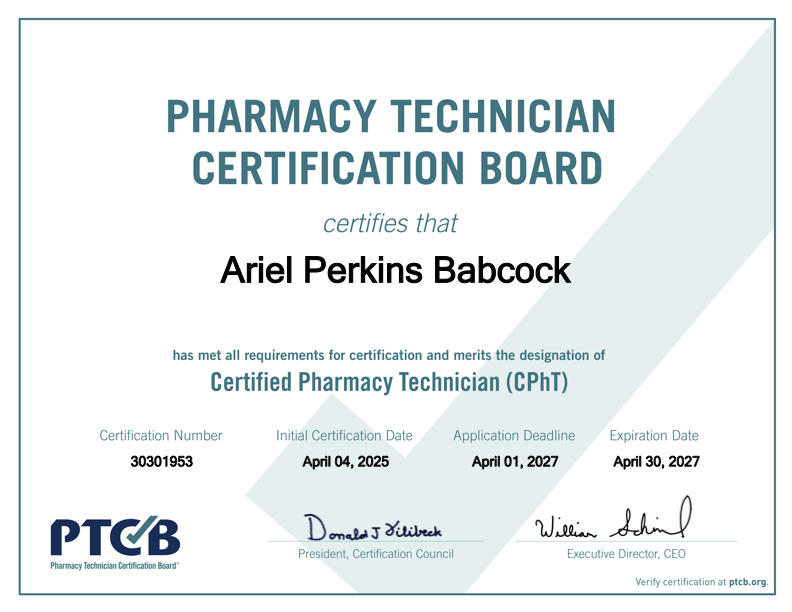 PHARMACY TECHNICIAN
CERTIFICATION BOARD
certifies that
Ariel Perkins Babcock
has met all requirements for certification and merits the designation of
Certified Pharmacy Technician (CPhT)
Certification Number Initial Certification Date Application Deadline Expiration Date
30301953 April 04, 2025 April 01, 2027 April 30, 2027
PTCB
Pharmacy Technician Certification Board®
Donald J
President, Certification Council
William
Executive Director, CEO
Verify certification at ptcb.org.